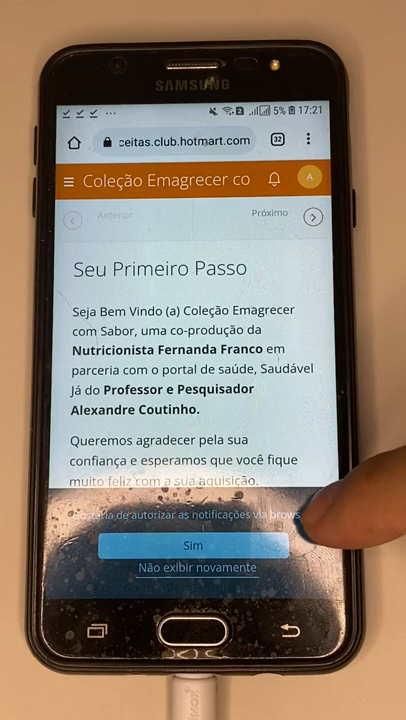 SAMSUNG
5% 17:21
ceitas.club.hotmart.com 32
Coleção Emagrecer co A
Anterior Próximo
Seu Primeiro Passo
Seja Bem Vindo (a) Coleção Emagrecer
com Sabor, uma co-produção da
Nutricionista Fernanda Franco em
parceria com o portal de saúde, Saudável
Já do Professor e Pesquisador
Alexandre Coutinho.
Queremos agradecer pela sua
confiança e esperamos que você fique
muito feliz com a sua aquisição.
Gostaria de autorizar as notificações via brows
Sim
Não exibir novamente